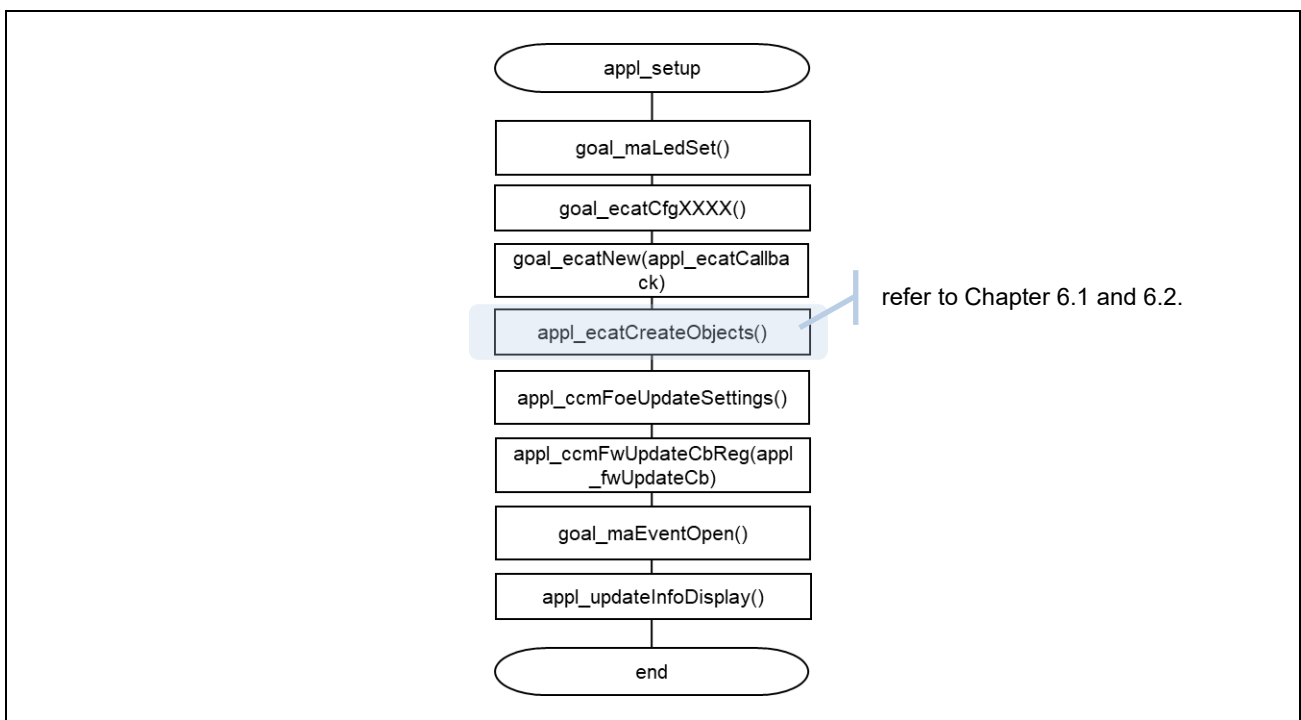 appl_setup
goal_maLedSet()
goal_ecatCfgXXXX()
goal_ecatNew(appl_ecatCallba
ck)
appl_ecatCreateObjects()
refer to Chapter 6.1 and 6.2.
appl_ccmFoeUpdateSettings()
appl_ccmFwUpdateCbReg(appl
_fwUpdateCb)
goal_maEventOpen()
appl_updateInfoDisplay()
end